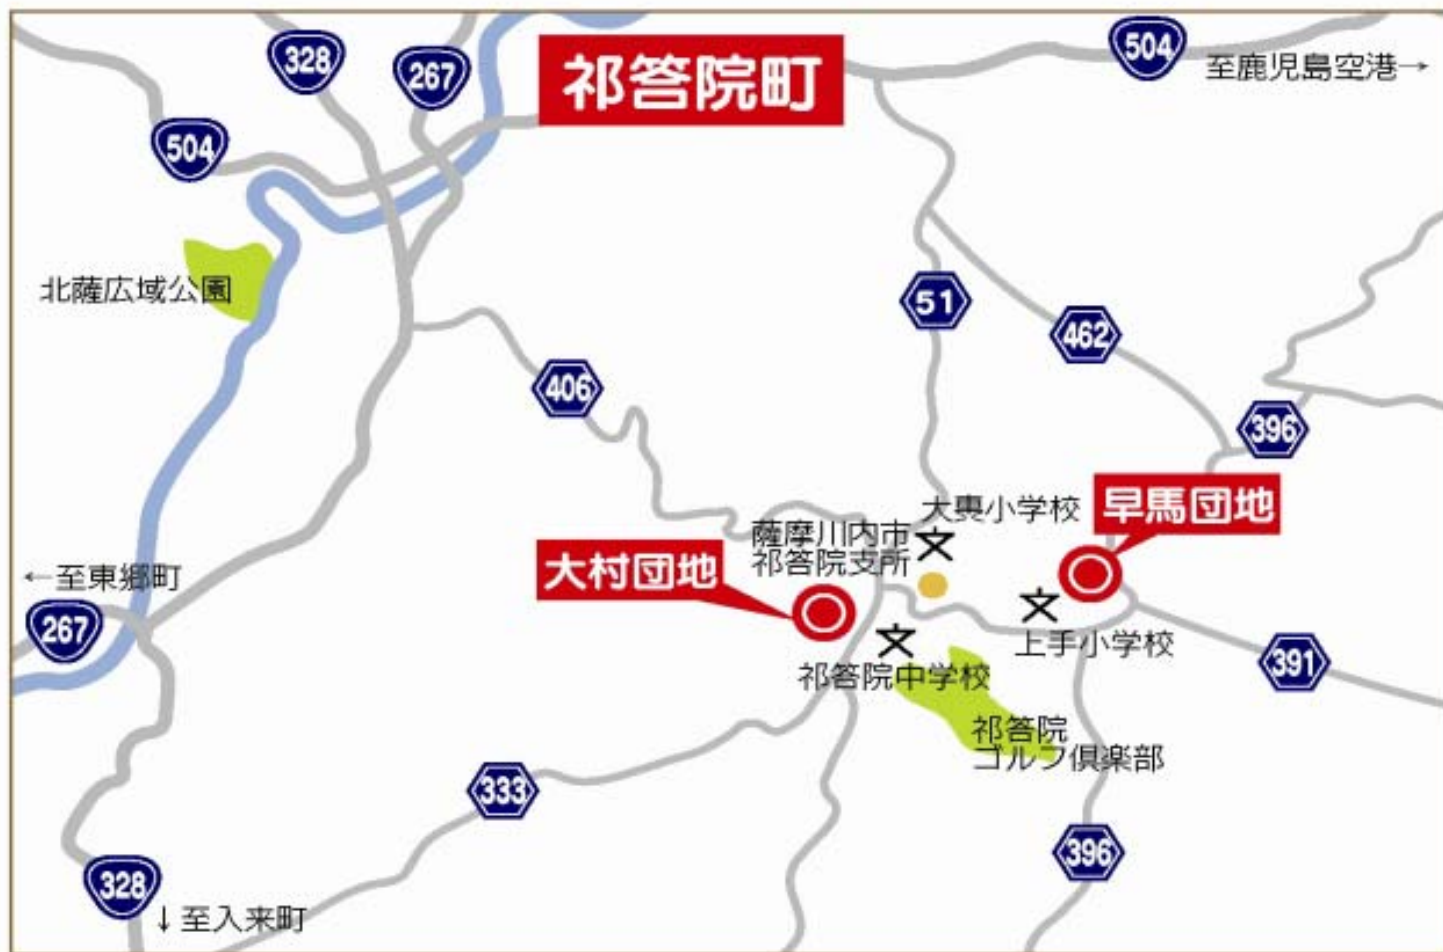 328
267
祁答院町
504
至鹿児島空港→
504
北薩広域公園
51
462
406
396
大輿小学校
早馬団地
薩摩川内市
祁答院支所
大村団地
←至東郷町
267
上手小学校
391
祁答院中学校
祁答院
ゴルフ倶楽部
333
396
328
↓至入来町